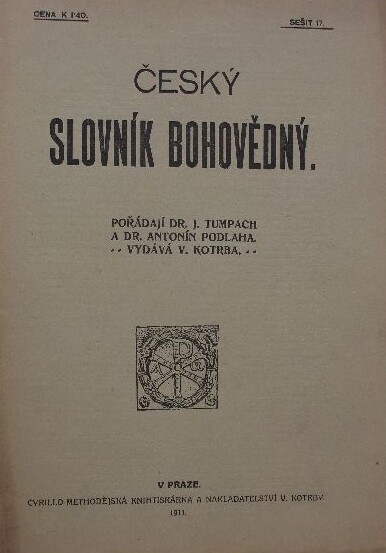 CENA K 1·40.
SEŠIT 17.
ČESKÝ
SLOVNÍK BOHOVĚDNÝ.
POŘÁDAJÍ DR. J. TUMPACH
A DR. ANTONÍN PODLAHA.
·· VYDÁVÁ V. KOTRBA. ··
V PRAZE.
CYRILLO-METHODĚJSKÁ KNIHTISKÁRNA A NAKLADATELSTVÍ V. KOTRBY.
1911.